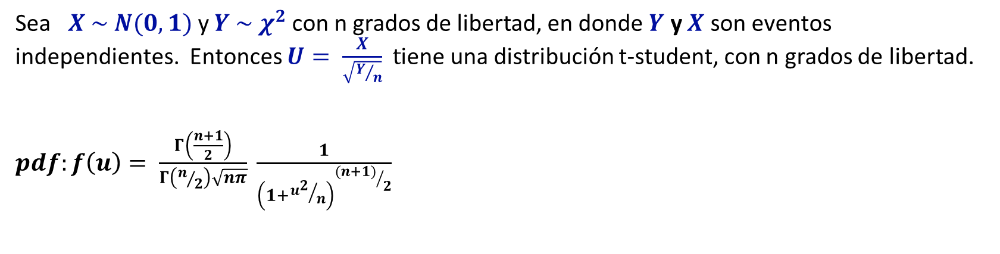 Sea X ~ N(0, 1) y Y ~ χ² con n grados de libertad, en donde Y y X son eventos
independientes. Entonces U = X / √(Y/n) tiene una distribución t-student, con n grados de libertad.
pdf: f(u) = Γ((n+1)/2) / (Γ(n/2)√(nπ)) 1 / (1+u²/n)^((n+1)/2)